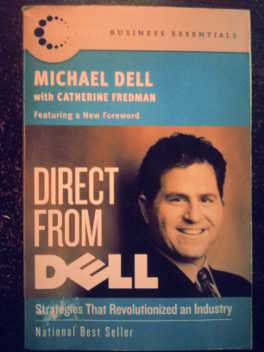 BUSINESS ESSENTIALS
MICHAEL DELL
with CATHERINE FREDMAN
Featuring a New Foreword
DIRECT
FROM
DELL
Strategies That Revolutionized an Industry
National Best Seller